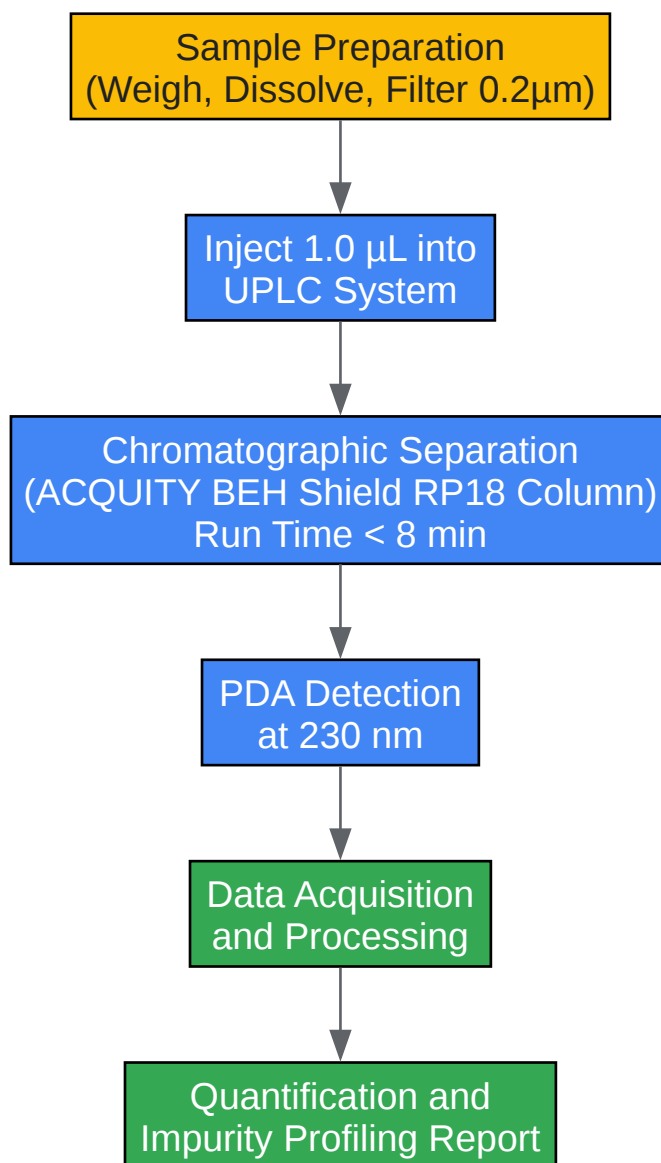 Sample Preparation
(Weigh, Dissolve, Filter 0.2µm)
Inject 1.0 µL into
UPLC System
Chromatographic Separation
(ACQUITY BEH Shield RP18 Column)
Run Time < 8 min
PDA Detection
at 230 nm
Data Acquisition
and Processing
Quantification and
Impurity Profiling Report